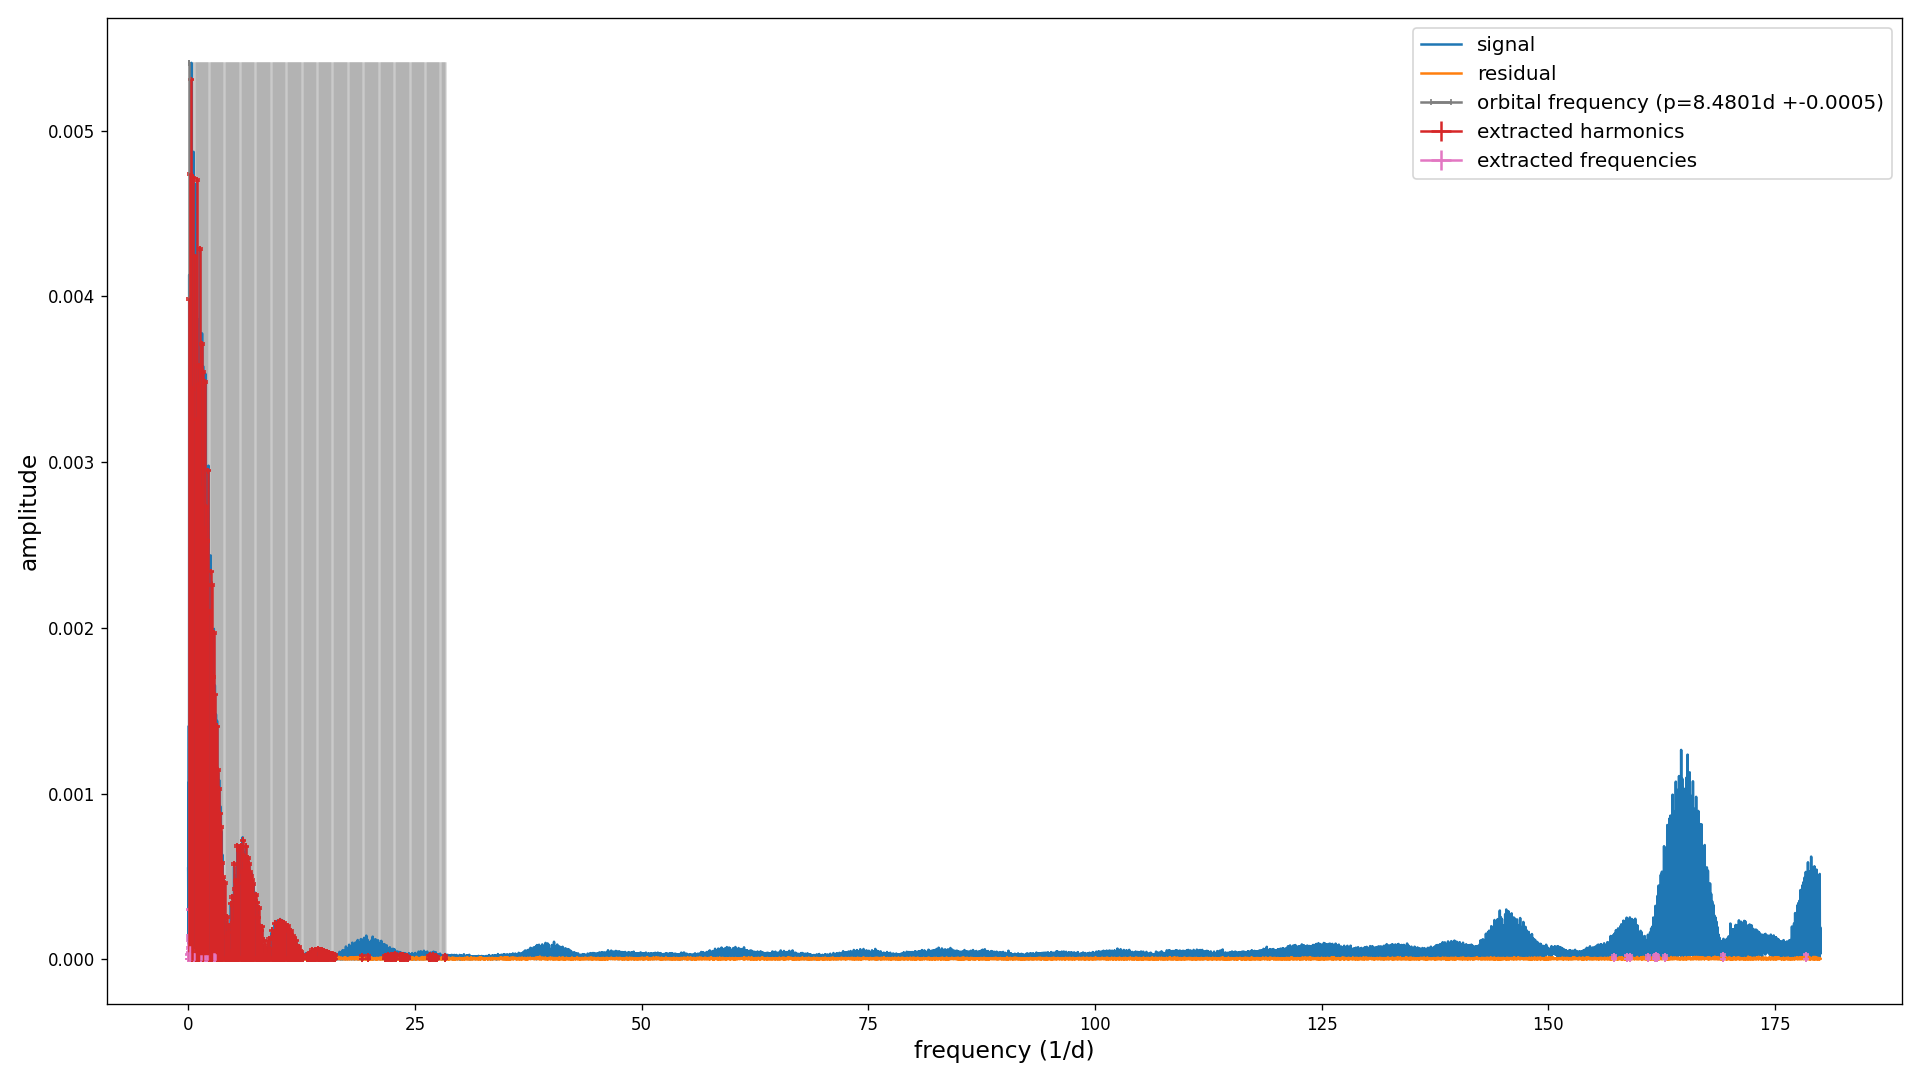 signal
residual
orbital frequency (p=8.4801d +-0.0005)
extracted harmonics
extracted frequencies
0.005
0.004
0.003
0.002
0.001
0.000
amplitude
0 25 50 75 100 125 150 175
frequency (1/d)